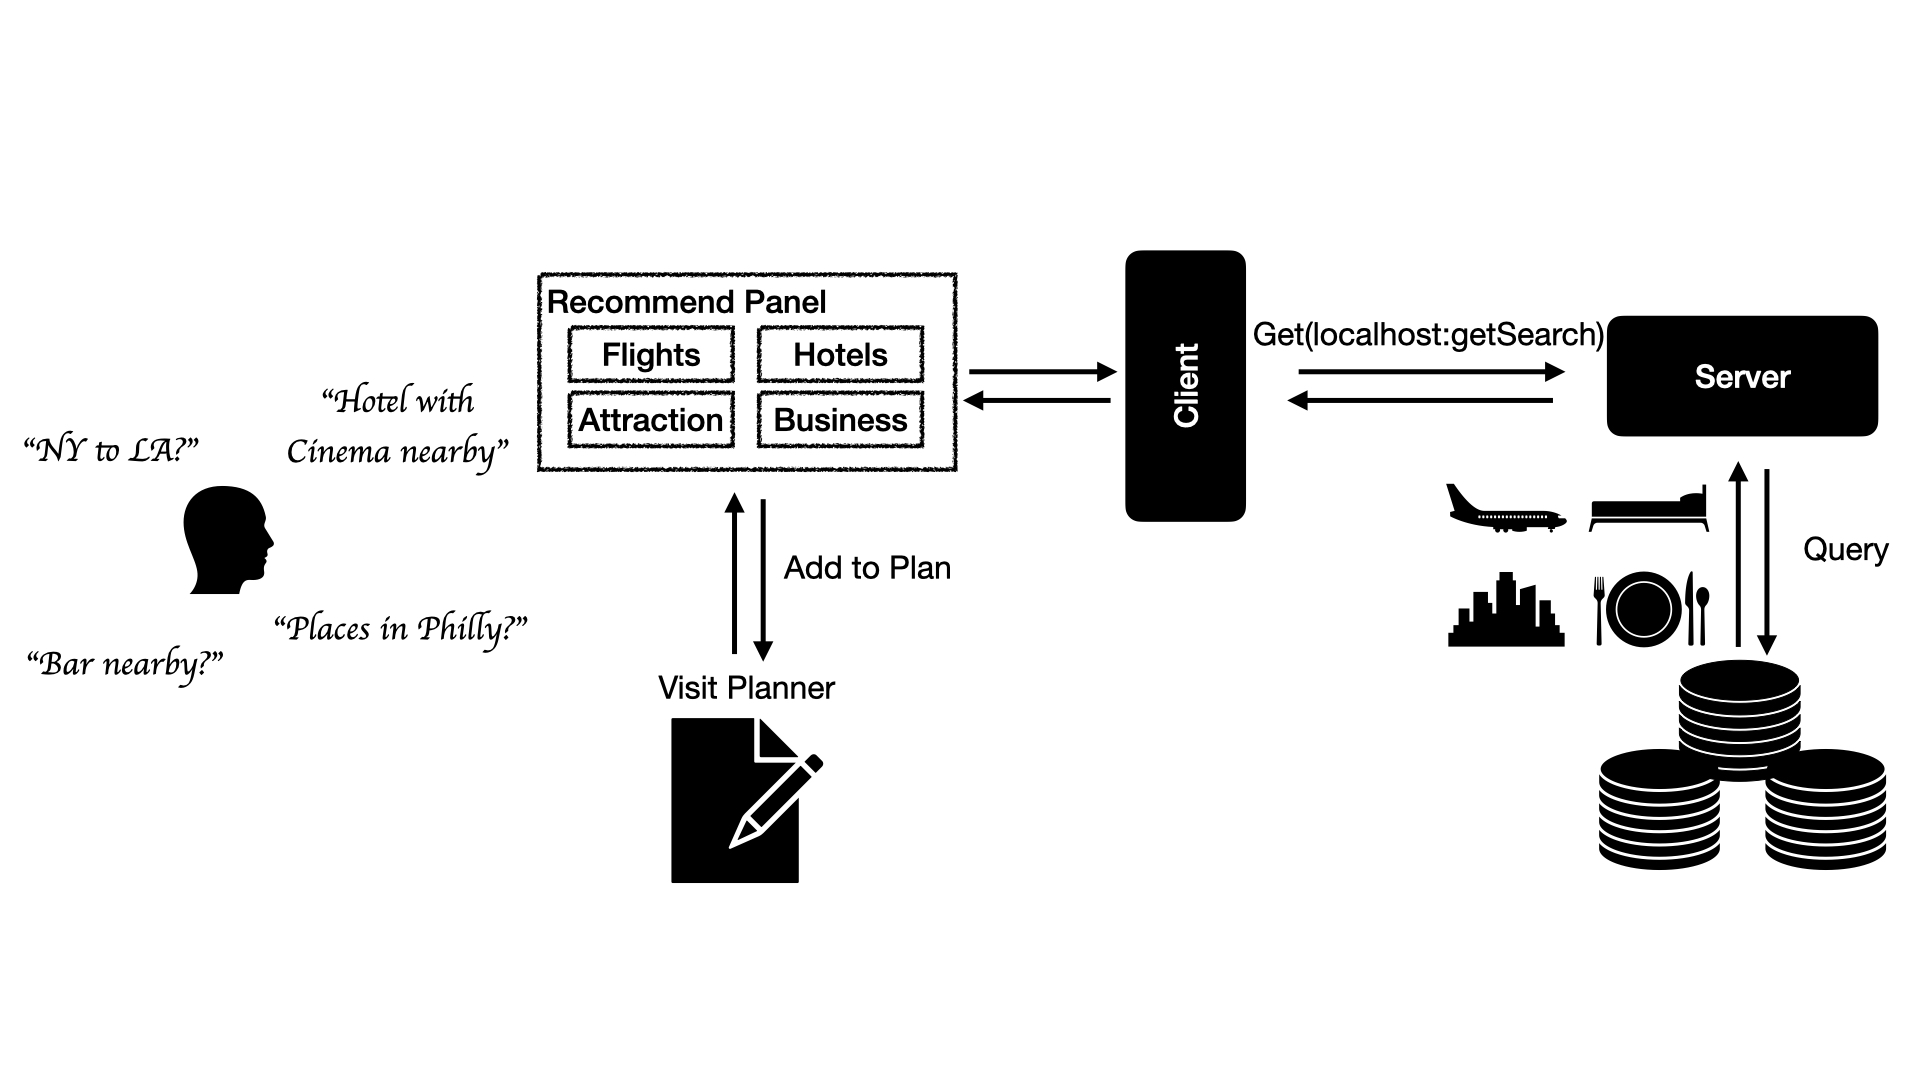 “NY to LA?”
“Hotel with
Cinema nearby”
“Places in Philly?”
“Bar nearby?”
Recommend Panel
Flights
Hotels
Attraction
Business
Add to Plan
Visit Planner
Client
Get(localhost:getSearch)
Server
Query